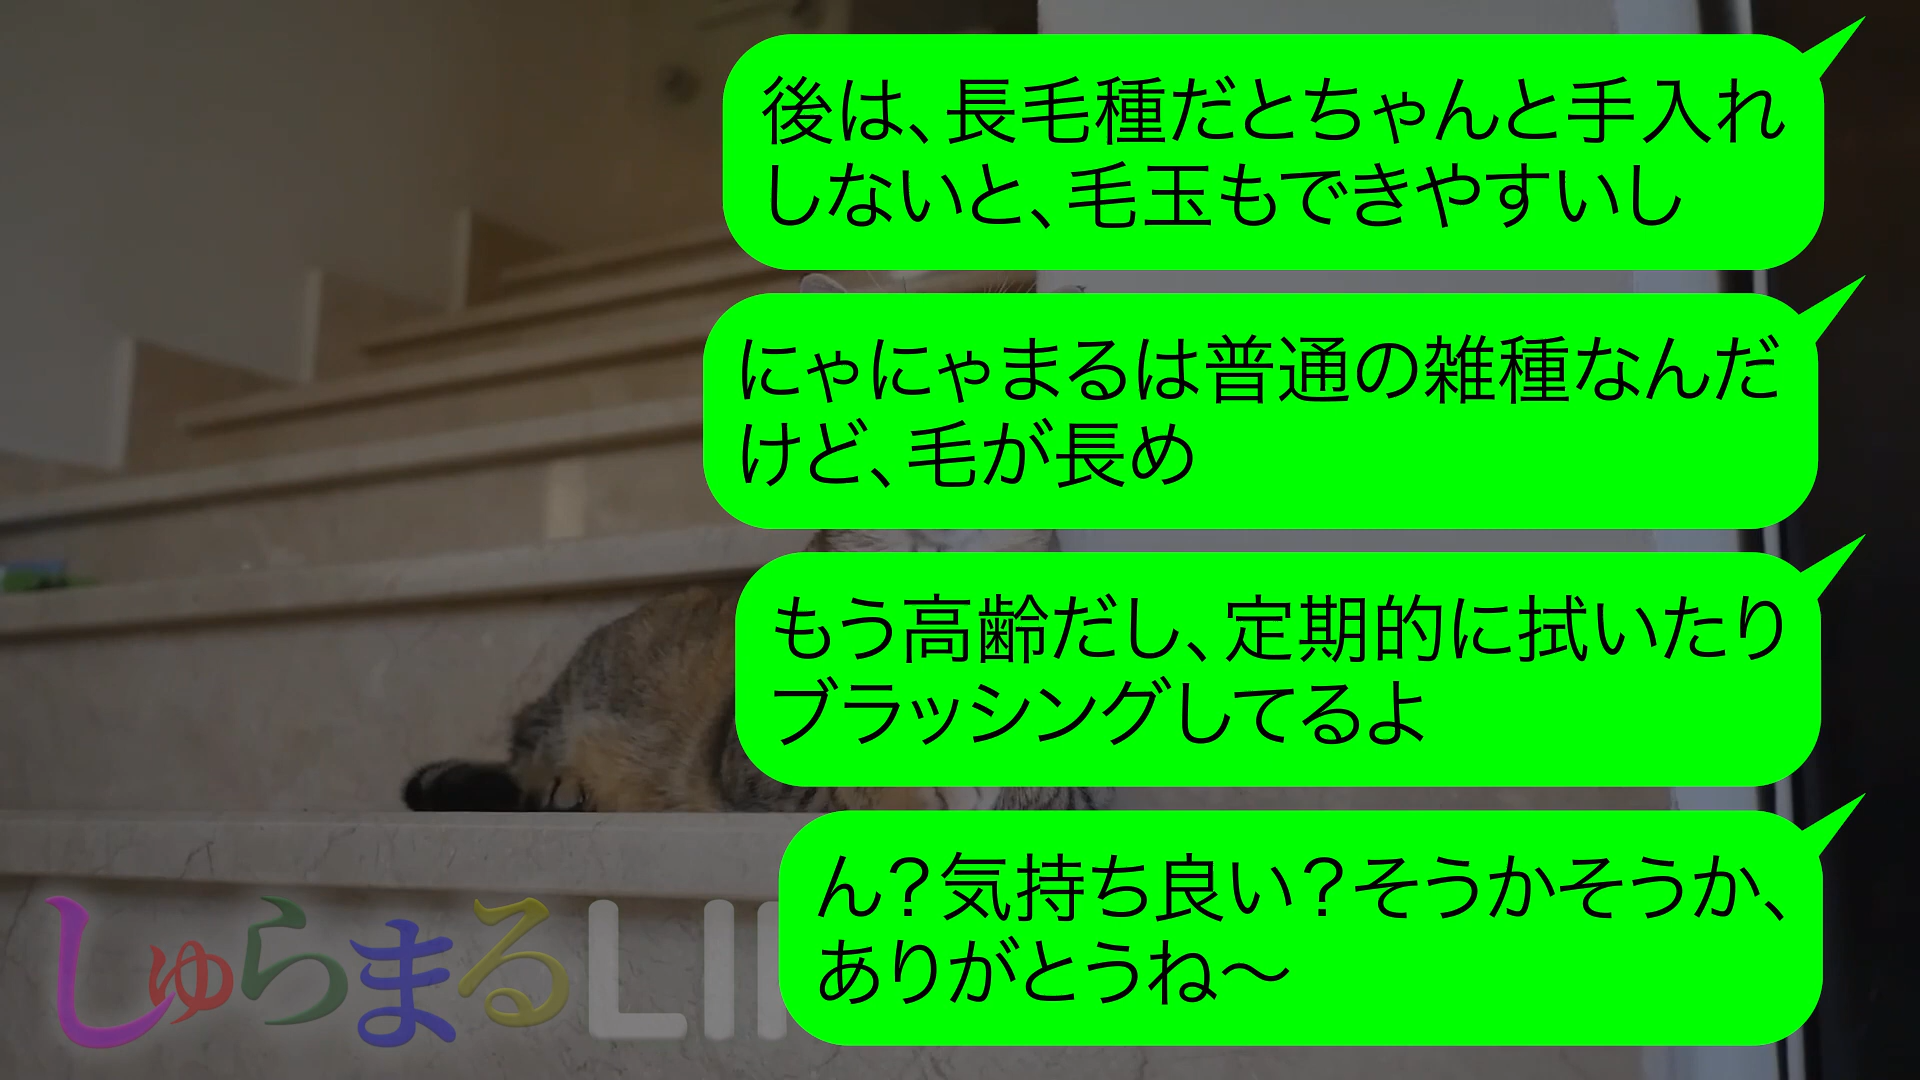 後は、長毛種だとちゃんと手入れ
しないと、毛玉もできやすいし
にゃにゃまるは普通の雑種なんだ
けど、毛が長め
もう高齢だし、定期的に拭いたり
ブラッシングしてるよ
ん？気持ち良い？そうかそうか、
ありがとうね〜
しゅらまるLI